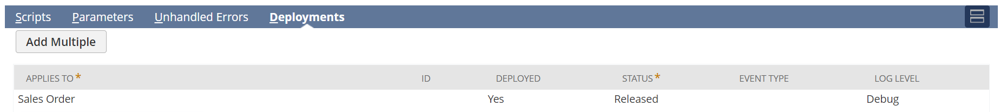 Scripts Parameters Unhandled Errors Deployments
Add Multiple
APPLIES TO* ID DEPLOYED STATUS* EVENT TYPE LOG LEVEL
Sales Order Yes Released Debug